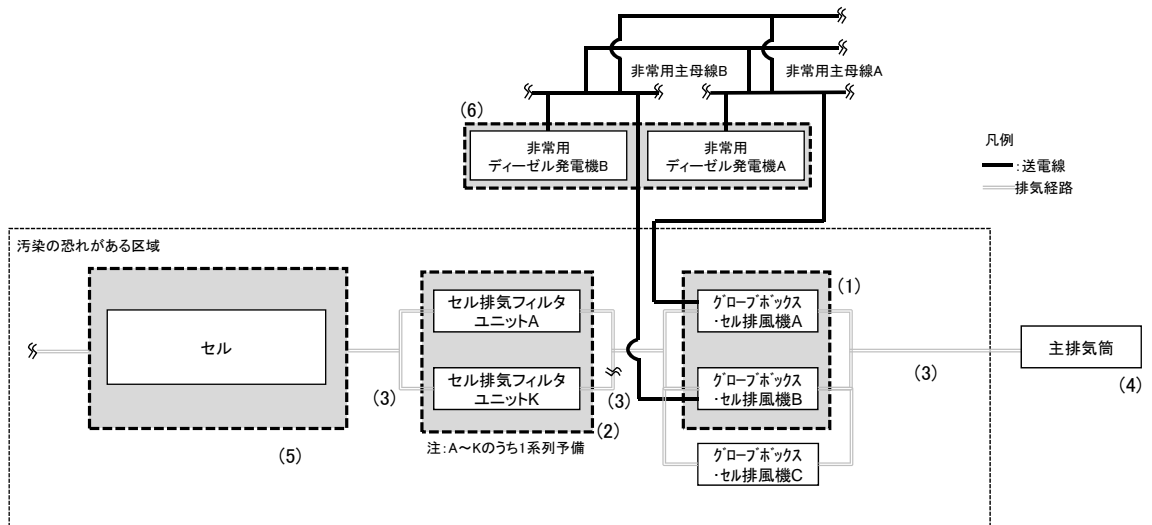 非常用主母線B
非常用主母線A
(6)
非常用
ディーゼル発電機B
非常用
ディーゼル発電機A
凡例
:送電線
排気経路
汚染の恐れがある区域
セル
(5)
(3)
セル排気フィルタ
ユニットA
セル排気フィルタ
ユニットK
(2)
注:A～Kのうち1系列予備
(3)
(1)
グローブボックス
・セル排風機A
グローブボックス
・セル排風機B
グローブボックス
・セル排風機C
(3)
主排気筒
(4)